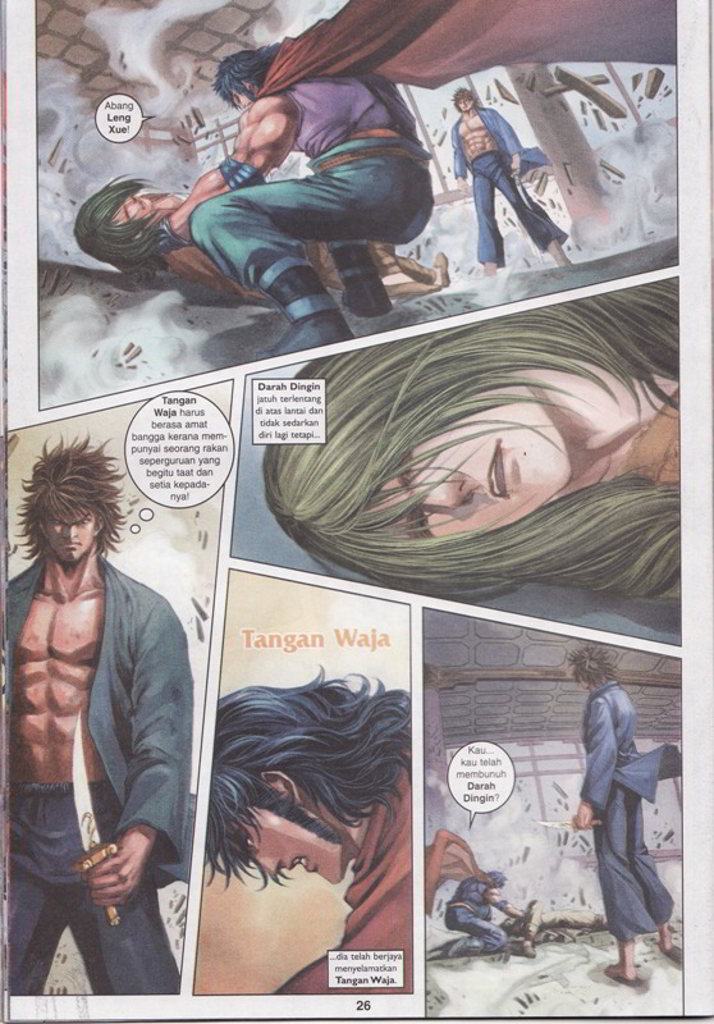 Abang
Leng
Xue!
Darah Dingin
jatuh terlentang
di atas lantai dan
tidak sedarkan
diri lagi tetapi...
Tangan
Waja harus
berasa amat
bangga kerana mem-
punyai seorang rakan
seperguruan yang
begitu taat dan
setia kepada-
nya!
Tangan Waja
...dia telah berjaya
menyelamatkan
Tangan Waja.
Kau...
kau telah
membunuh
Darah
Dingin?
26